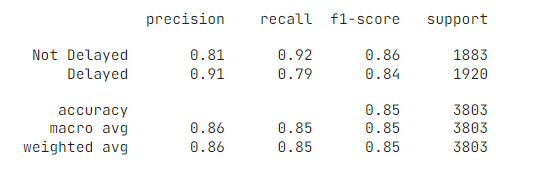 precision recall f1-score support
Not Delayed 0.81 0.92 0.86 1883
Delayed 0.91 0.79 0.84 1920
accuracy 0.85 3803
macro avg 0.86 0.85 0.85 3803
weighted avg 0.86 0.85 0.85 3803